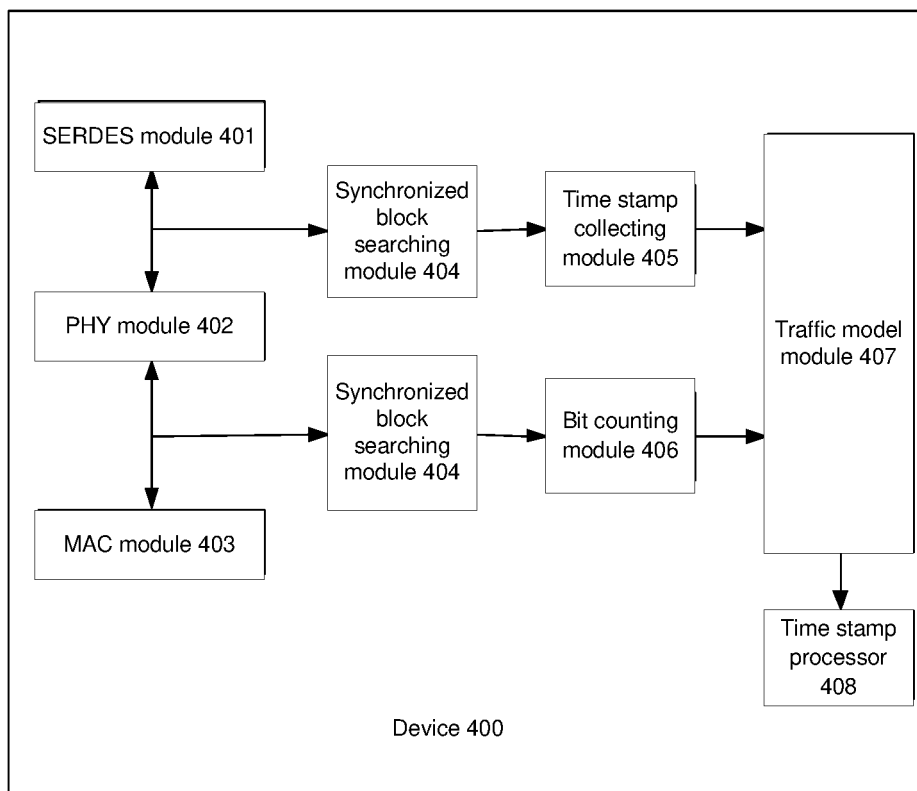 SERDES module 401
Synchronized
block
searching
module 404
Time stamp
collecting
module 405
PHY module 402
Traffic model
module 407
Synchronized
block
searching
module 404
Bit counting
module 406
MAC module 403
Time stamp
processor
408
Device 400